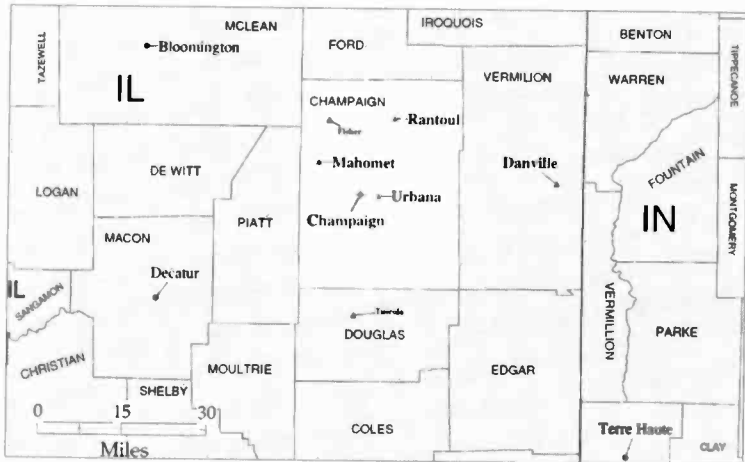 MCLEAN
IROQUOIS
BENTON
TAZEWELL
Bloomington
FORD
TIPPECANOE
IL
VERMILION
WARREN
CHAMPAIGN
Rantoul
Fisher
Mahomet
DE WITT
Danville
FOUNTAIN
LOGAN
Urbana
MONTGOMERY
Champaign
PIATT
IN
MACON
Decatur
IL
SANGAMON
VERMILLION
DOUGLAS
PARKE
CHRISTIAN
MOULTRIE
EDGAR
SHELBY
0 15 30
Miles
COLES
Terre Haute
CLAY